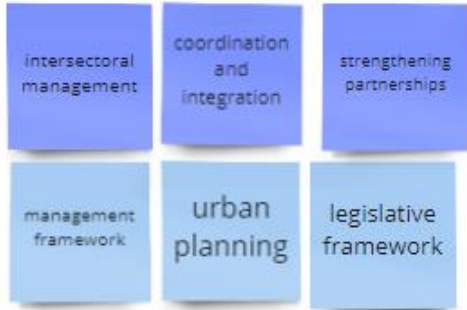 intersectoral
management
coordination
and
integration
strengthening
partnerships
management
framework
urban
planning
legislative
framework